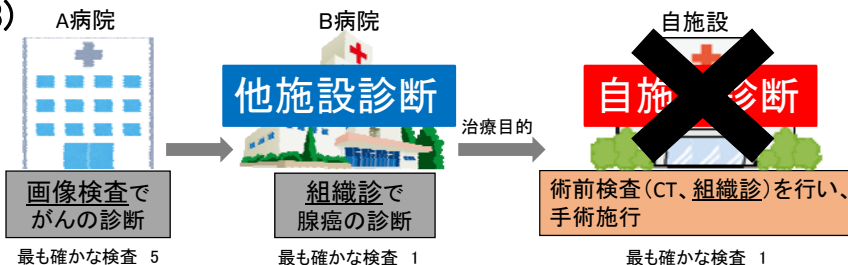 3)
A病院
B病院
自施設
他施設診断
自施 診断
治療目的
画像検査で
がんの診断
組織診で
腺癌の診断
術前検査(CT、組織診)を行い、
手術施行
最も確かな検査 5
最も確かな検査 1
最も確かな検査 1